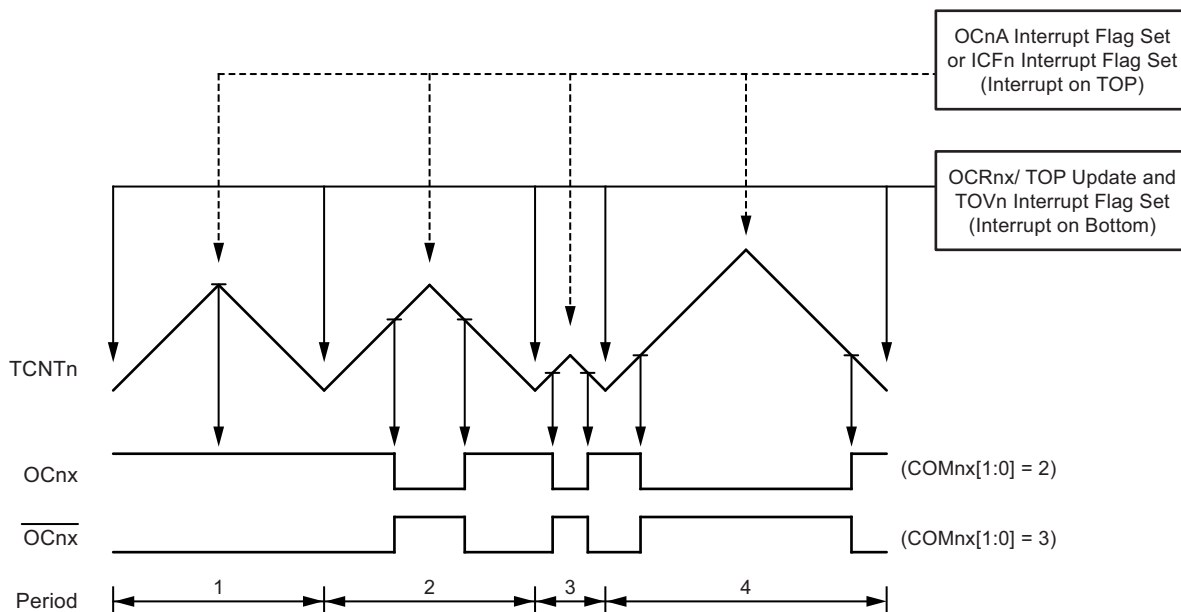 OCnA Interrupt Flag Set
or ICFn Interrupt Flag Set
(Interrupt on TOP)
OCRnx/ TOP Update and
TOVn Interrupt Flag Set
(Interrupt on Bottom)
TCNTn
OCnx
(COMnx[1:0] = 2)
OCnx
(COMnx[1:0] = 3)
Period
1
2
3
4